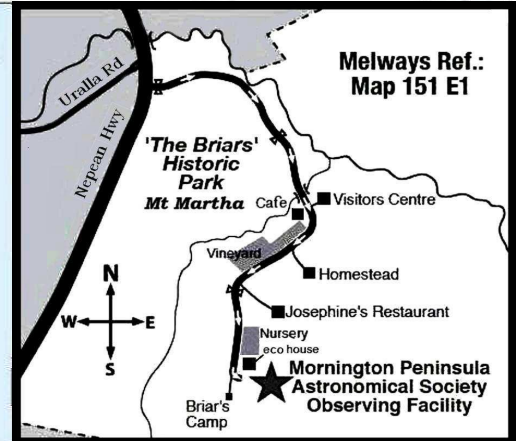 Melways Ref.:
Map 151 E1
Uralla Rd
Nepean Hwy
'The Briars'
Historic
Park
Mt Martha
Cafe
Visitors Centre
Vineyard
Homestead
N
W
E
S
Josephine's Restaurant
Nursery
eco house
Mornington Peninsula
Astronomical Society
Observing Facility
Briar's
Camp